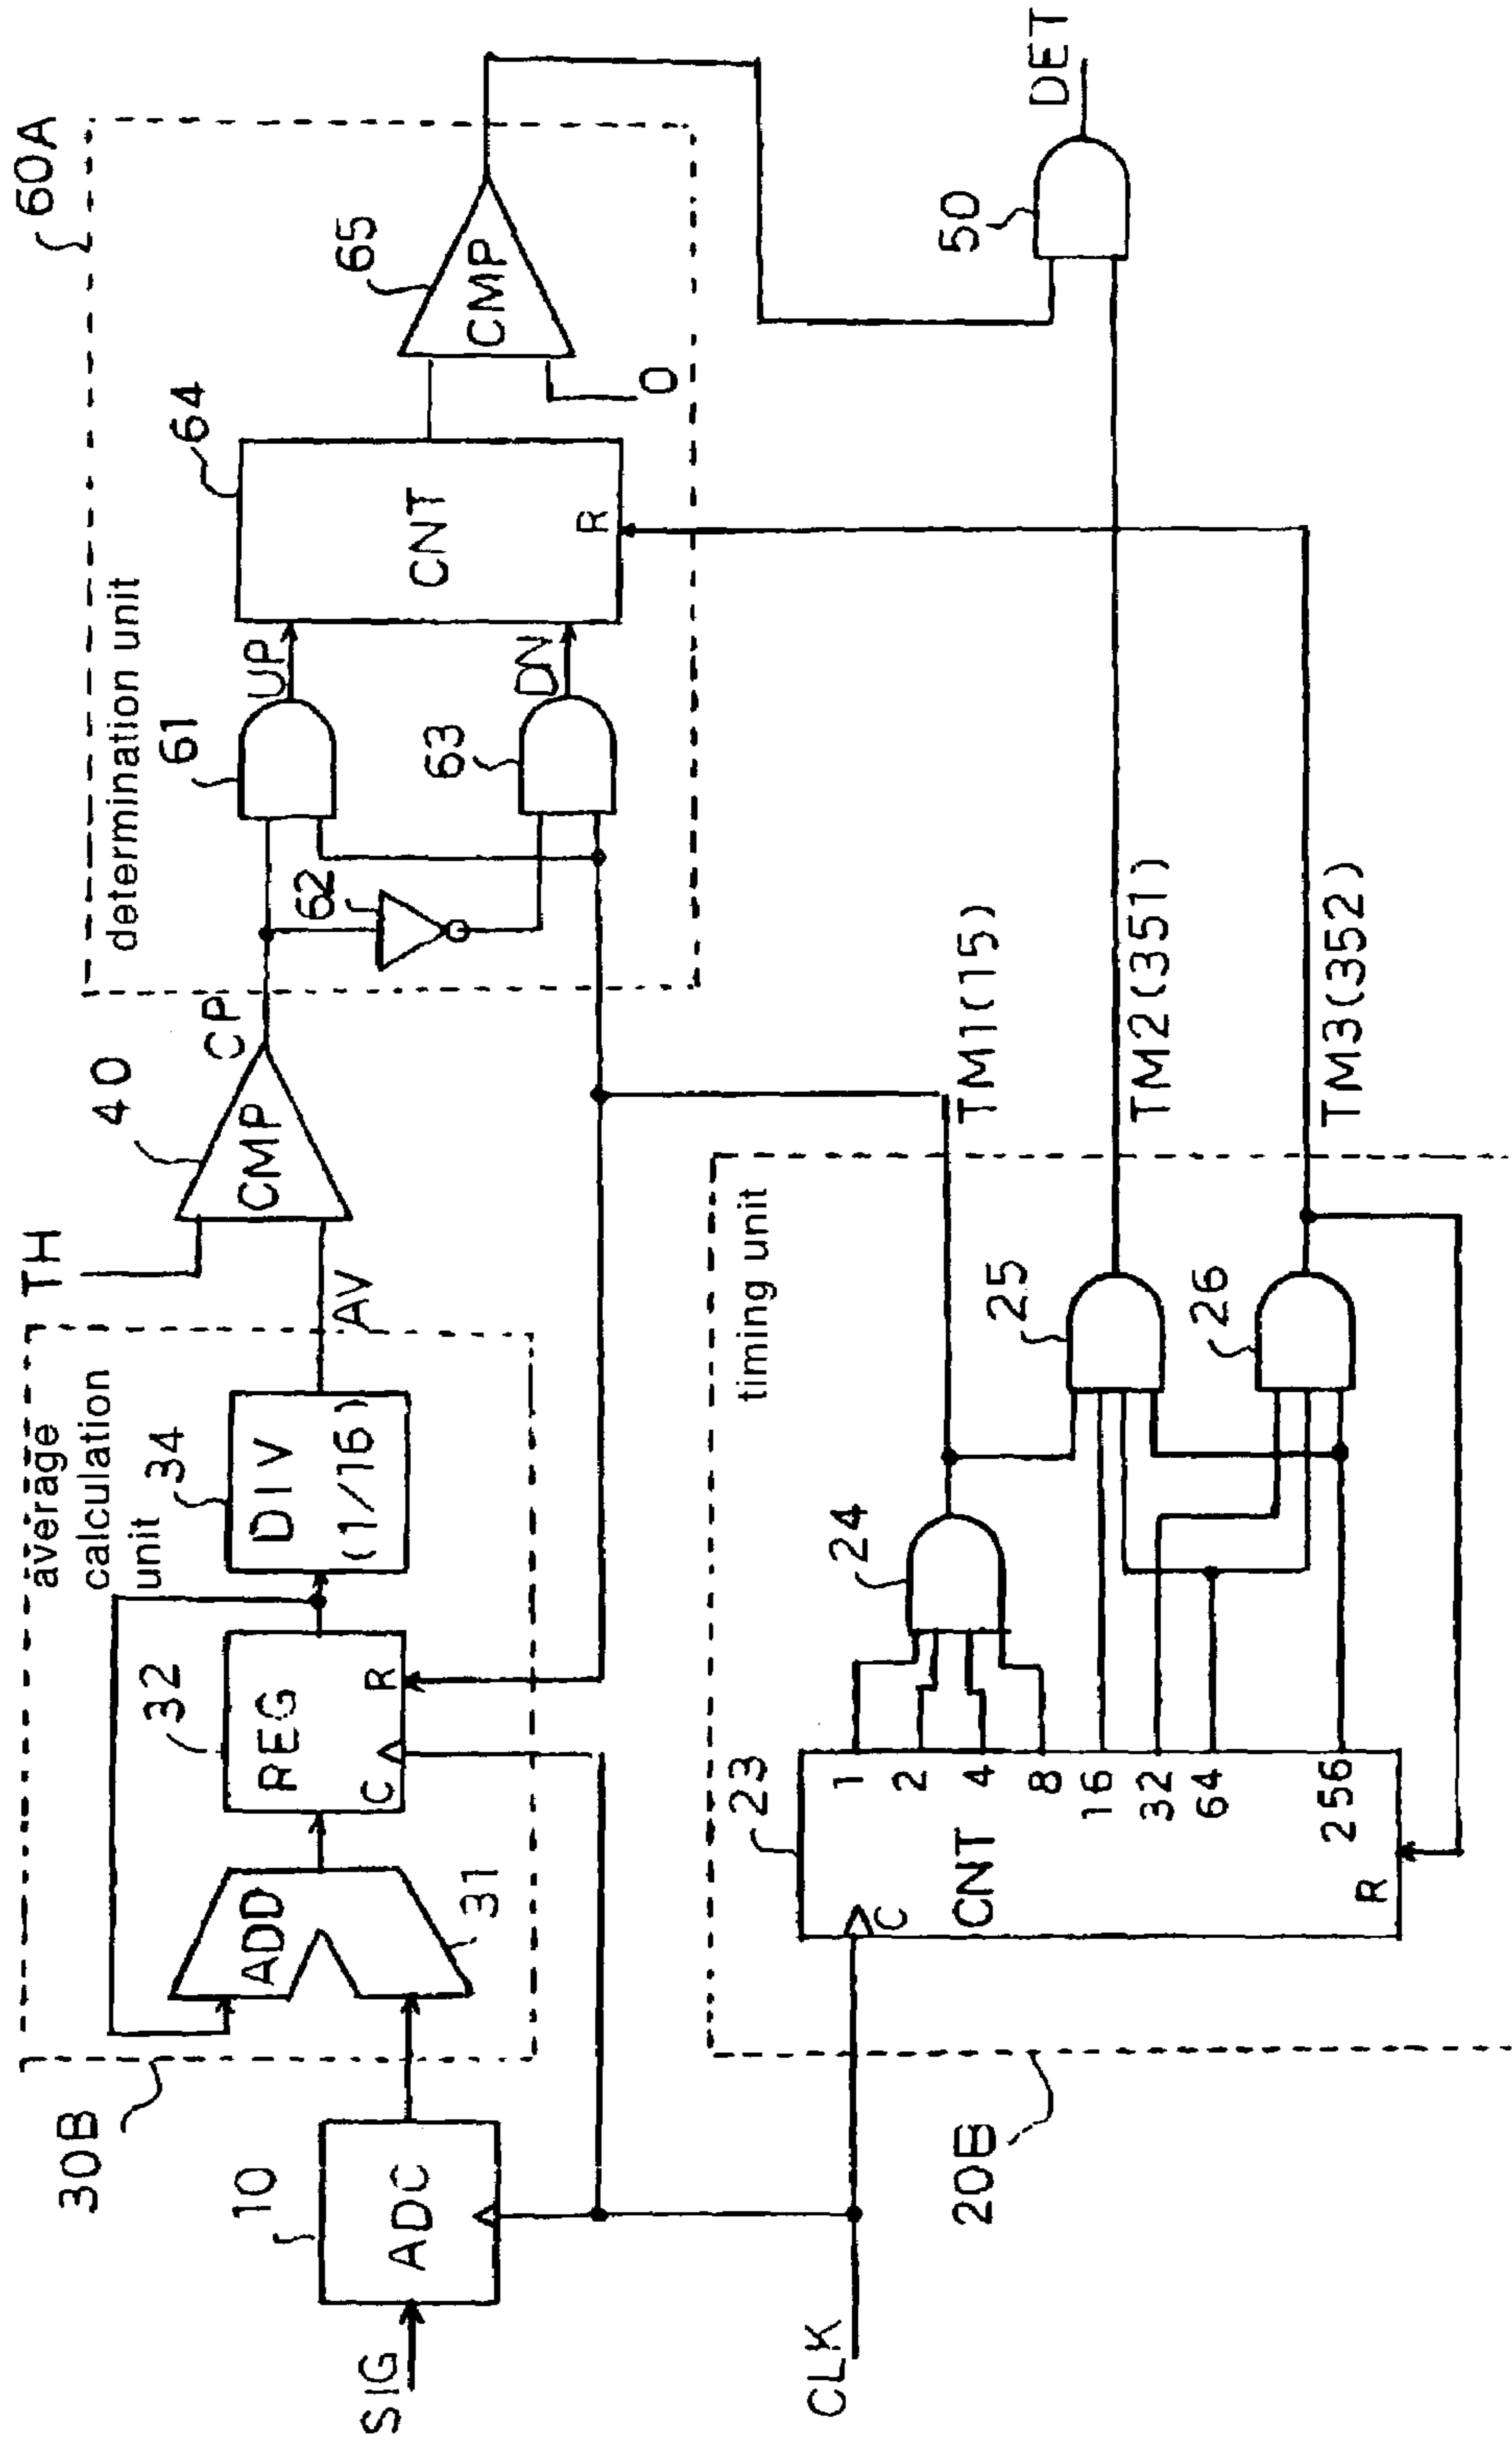 60A
determination unit
average
calculation
unit
30B
10
ADC
SIG
ADD
31
32
REG
C
R
34
DIV
(1/16)
AV
TH
40
CMP
CP
61
UP
62
63
DN
64
CNT
R
65
CMP
0
50
DET
CLK
20B
timing unit
23
CNT
C
R
1
2
4
8
16
32
64
256
24
25
26
TM1(15)
TM2(351)
TM3(352)